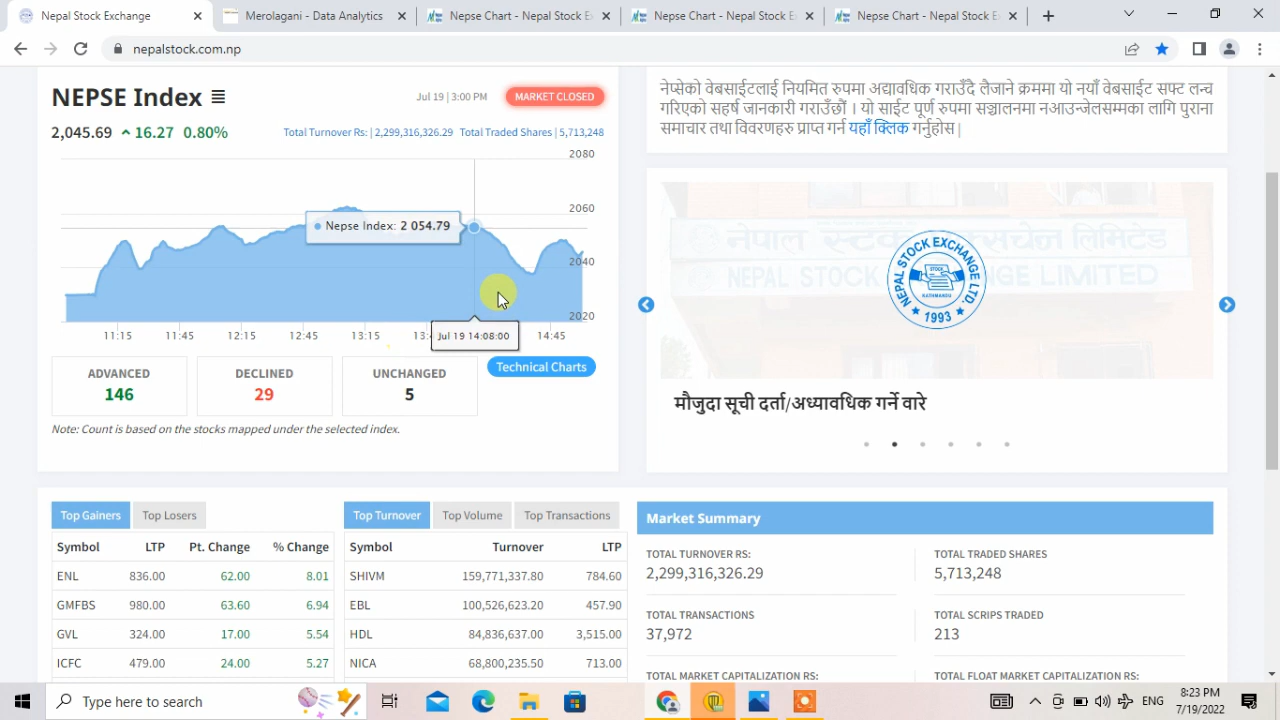 Nepal Stock Exchange
Merolagani - Data Analytics
Nepse Chart - Nepal Stock Ex
Nepse Chart - Nepal Stock Ex
Nepse Chart - Nepal Stock Ex
nepalstock.com.np
NEPSE Index
Jul 19 | 3:00 PM
MARKET CLOSED
2,045.69 16.27 0.80%
Total Turnover Rs: | 2,299,316,326.29 Total Traded Shares | 5,713,248
2080
2060
2040
2020
Nepse Index: 2 054.79
11:15 11:45 12:15 12:45 13:15 14:45
Jul 19 14:08:00
ADVANCED
146
DECLINED
29
UNCHANGED
5
Technical Charts
Note: Count is based on the stocks mapped under the selected index.
नेप्सेको वेबसाईटलाई नियमित रुपमा अद्यावधिक गराउँदै लैजाने क्रममा यो नयाँ वेबसाईट सफ्ट लन्च
गरिएको सहर्ष जानकारी गराउँछौं । यो साईट पूर्ण रुपमा सञ्चालनमा नआउन्जेलसम्मका लागि पुराना
समाचार तथा विवरणहरु प्राप्त गर्न यहाँ क्लिक गर्नुहोस |
नेपाल स्टक एक्सचेन्ज लिमिटेड
NEPAL STOCK EXCHANGE LIMITED
NEPAL STOCK EXCHANGE LTD.
STOCK
KATHMANDU
1993
मौजुदा सूची दर्ता/अध्यावधिक गर्ने वारे
Top Gainers Top Losers
Symbol LTP Pt. Change % Change
ENL 836.00 62.00 8.01
GMFBS 980.00 63.60 6.94
GVL 324.00 17.00 5.54
ICFC 479.00 24.00 5.27
Top Turnover Top Volume Top Transactions
Symbol Turnover LTP
SHIVM 159,771,337.80 784.60
EBL 100,526,623.20 457.90
HDL 84,836,637.00 3,515.00
NICA 68,800,235.50 713.00
Market Summary
TOTAL TURNOVER RS:
2,299,316,326.29
TOTAL TRADED SHARES
5,713,248
TOTAL TRANSACTIONS
37,972
TOTAL SCRIPS TRADED
213
TOTAL MARKET CAPITALIZATION RS:
TOTAL FLOAT MARKET CAPITALIZATION RS:
Type here to search
ENG
8:23 PM
7/19/2022